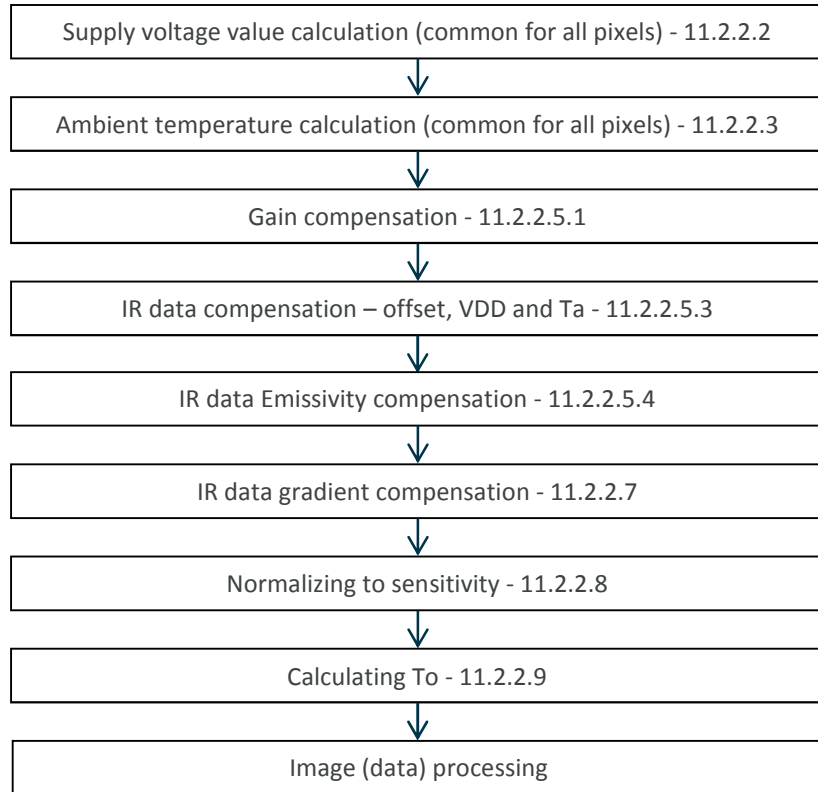 Supply voltage value calculation (common for all pixels) - 11.2.2.2
Ambient temperature calculation (common for all pixels) - 11.2.2.3
Gain compensation - 11.2.2.5.1
IR data compensation – offset, VDD and Ta - 11.2.2.5.3
IR data Emissivity compensation - 11.2.2.5.4
IR data gradient compensation - 11.2.2.7
Normalizing to sensitivity - 11.2.2.8
Calculating To - 11.2.2.9
Image (data) processing